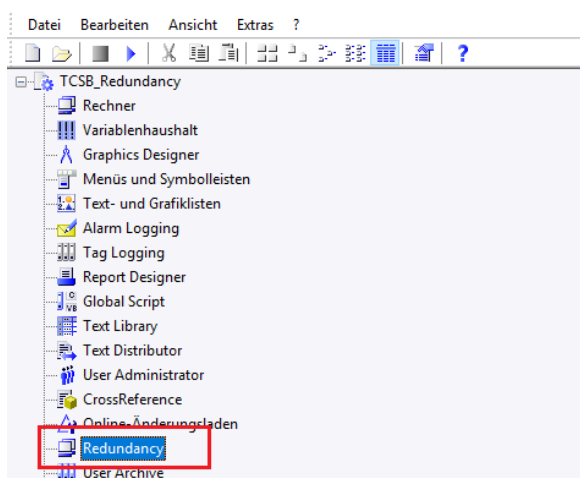 Datei Bearbeiten Ansicht Extras ?
?
TCSB_Redundancy
Rechner
Variablenhaushalt
Graphics Designer
Menüs und Symbolleisten
Text- und Grafiklisten
Alarm Logging
Tag Logging
Report Designer
Global Script
Text Library
Text Distributor
User Administrator
CrossReference
Online-Änderungsladen
Redundancy
User Archive